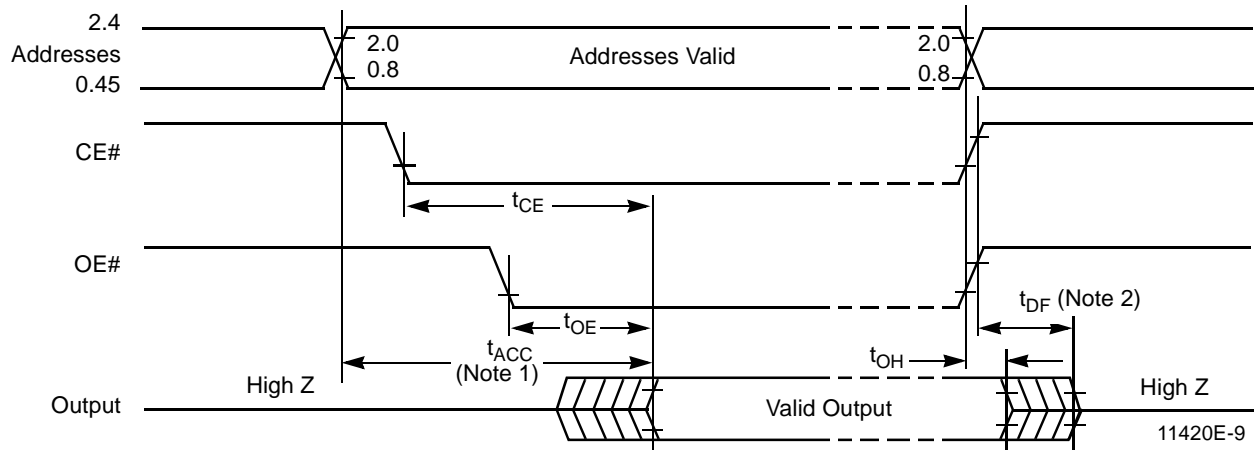 2.4
Addresses
0.45
2.0
0.8
Addresses Valid
2.0
0.8
CE#
tCE
OE#
tOE
tDF (Note 2)
tACC
(Note 1)
tOH
High Z
Output
Valid Output
High Z
11420E-9